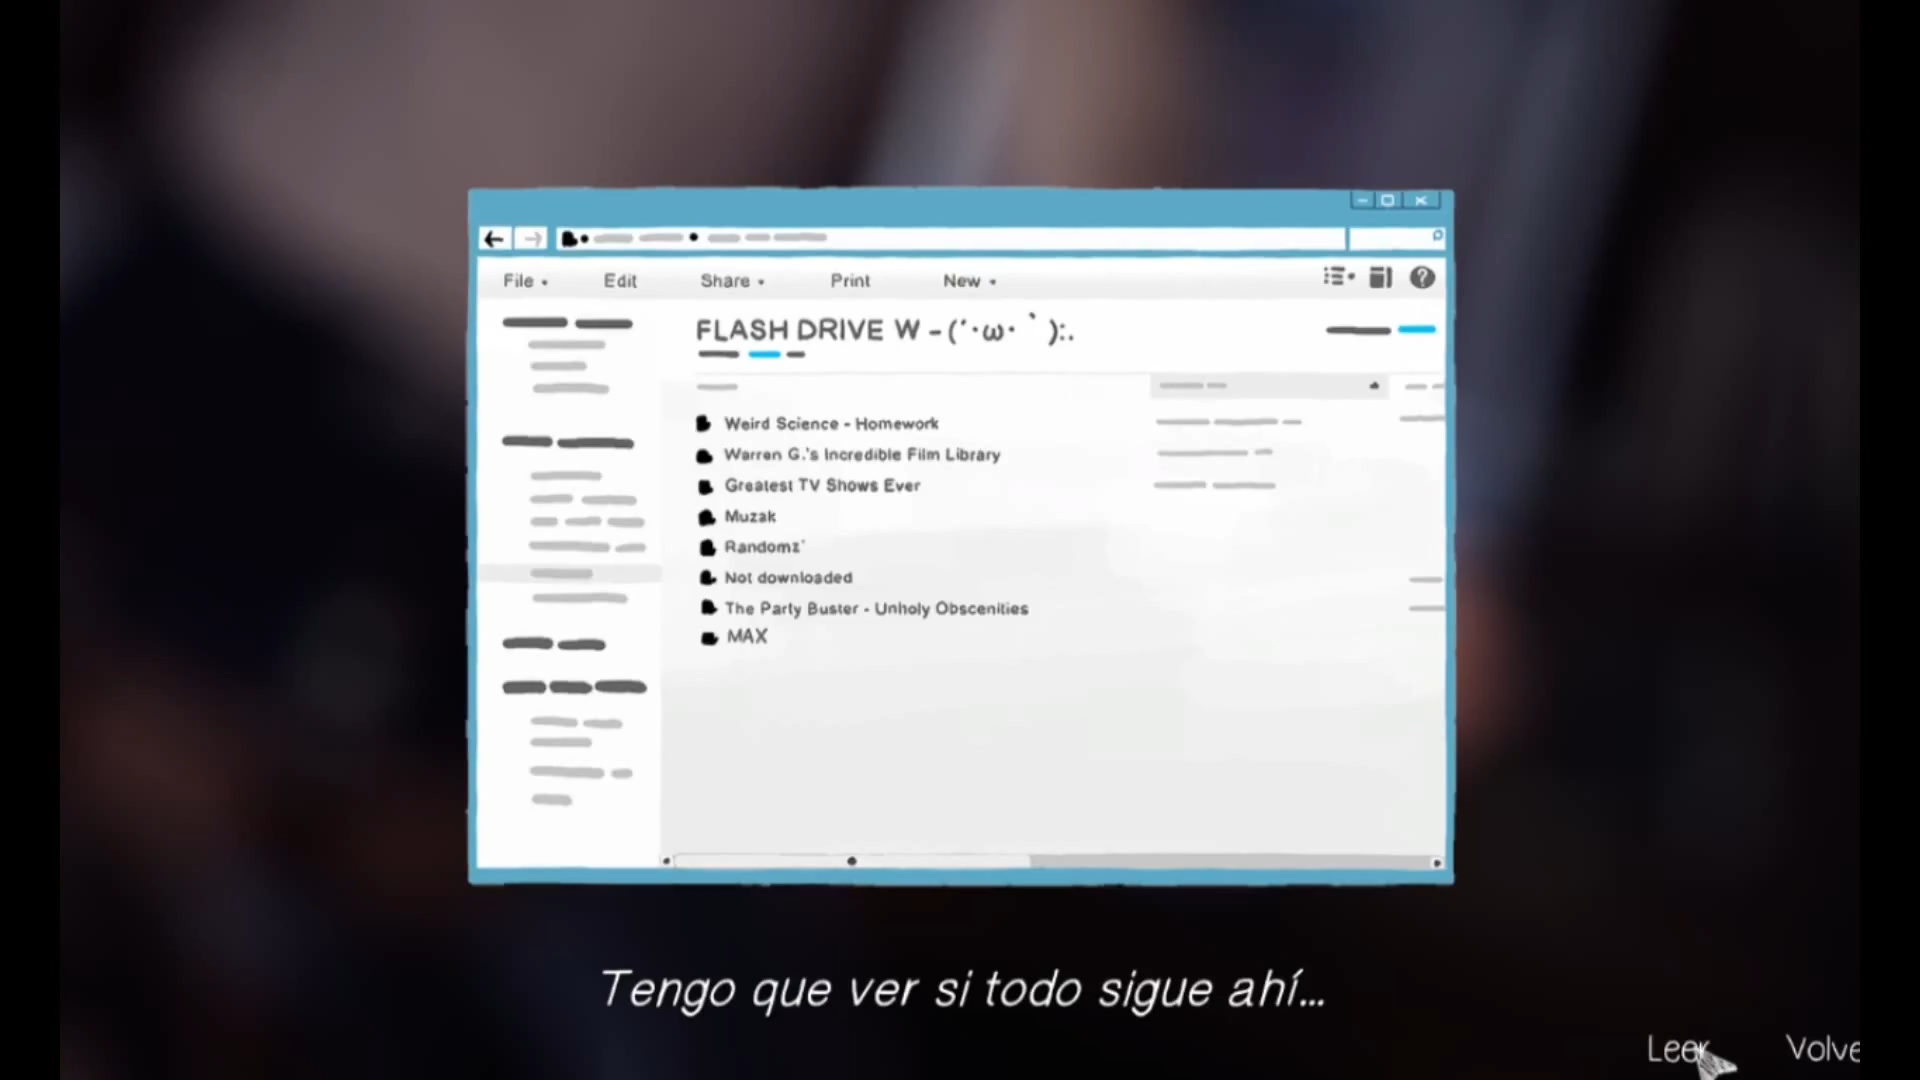 File Edit Share Print New
FLASH DRIVE W - (´･ω･｀):.
Weird Science - Homework
Warren G.'s Incredible Film Library
Greatest TV Shows Ever
Muzak
Randomz'
Not downloaded
The Party Buster - Unholy Obscenities
MAX
Tengo que ver si todo sigue ahí...
Leer Volve